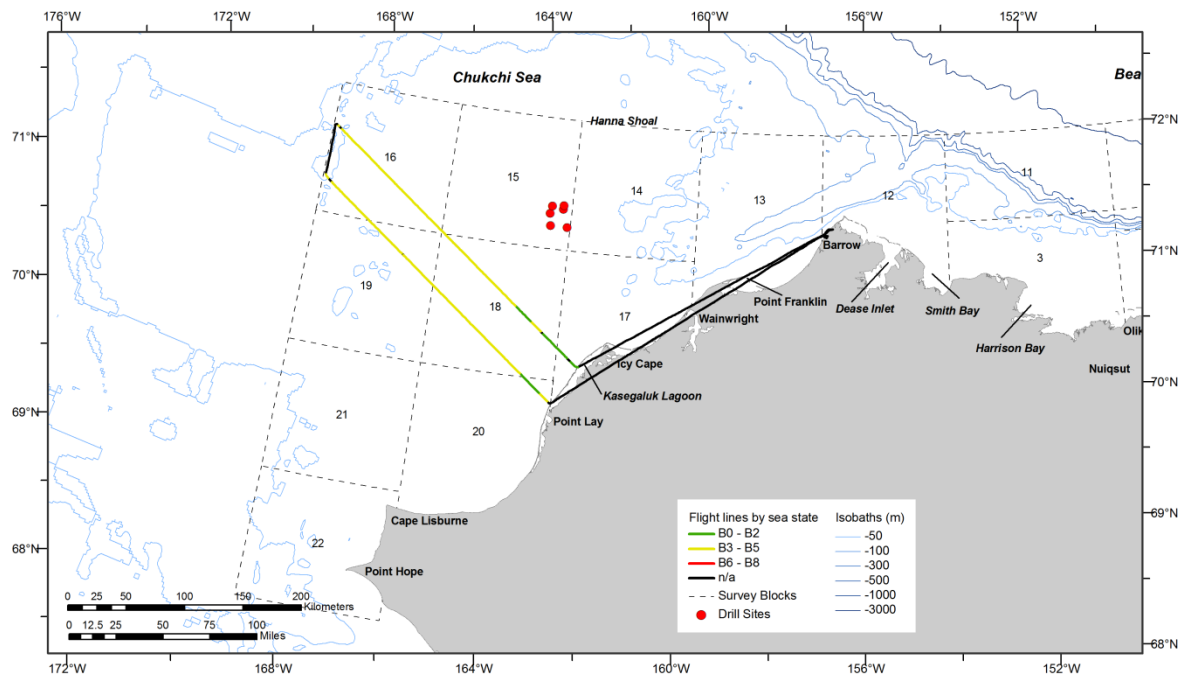 176°W 172°W 168°W 164°W 160°W 156°W 152°W
Chukchi Sea
Bea
72°N
Hanna Shoal
71°N
16
15
14
13
12
11
71°N
3
Barrow
Dease Inlet
Smith Bay
Harrison Bay
Olik
Nuiqsut
70°N
19
18
17
Point Franklin
Wainwright
Icy Cape
Kasegaluk Lagoon
70°N
69°N
21
20
Point Lay
Cape Lisburne
69°N
68°N
22
Point Hope
68°N
Flight lines by sea state
B0 - B2
B3 - B5
B6 - B8
n/a
Survey Blocks
Drill Sites
Isobaths (m)
-50
-100
-300
-500
-1000
-3000
0 25 50 100 150 200
Kilometers
0 12.5 25 50 75 100
Miles
172°W 168°W 164°W 160°W 156°W 152°W